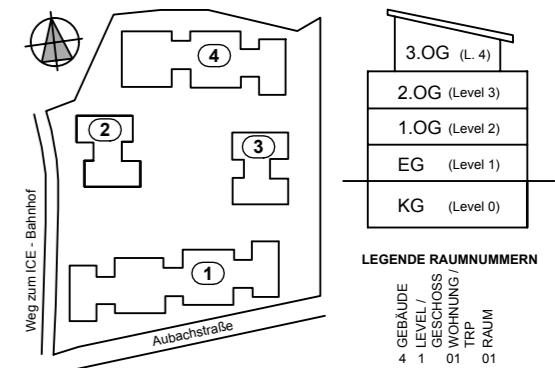 4
2
3
1
Weg zum ICE - Bahnhof
Aubachstraße
3.OG (L. 4)
2.OG (Level 3)
1.OG (Level 2)
EG (Level 1)
KG (Level 0)
LEGENDE RAUMNUMMERN
4 GEBÄUDE
1 LEVEL / GESCHOSS
01 WOHNUNG / TRP
01 RAUM